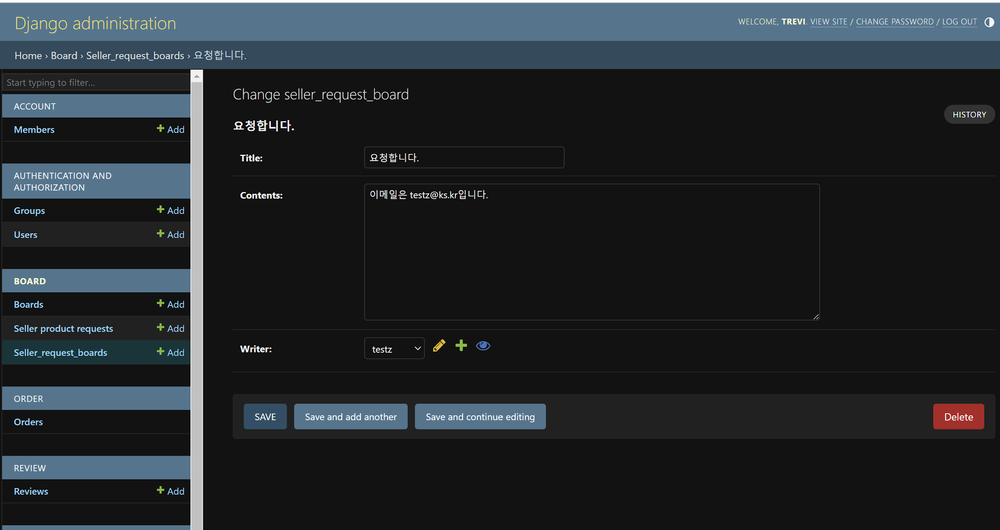 Django administration
WELCOME, TREVI. VIEW SITE / CHANGE PASSWORD / LOG OUT
Home › Board › Seller_request_boards › 요청합니다.
Start typing to filter...
ACCOUNT
Members + Add
AUTHENTICATION AND
AUTHORIZATION
Groups + Add
Users + Add
BOARD
Boards + Add
Seller product requests + Add
Seller_request_boards + Add
ORDER
Orders
REVIEW
Reviews + Add
Change seller_request_board
HISTORY
요청합니다.
Title: 요청합니다.
Contents: 이메일은 testz@ks.kr입니다.
Writer: testz
SAVE Save and add another Save and continue editing Delete